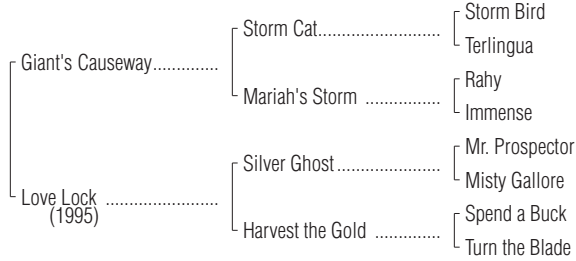 Storm Bird
Storm Cat
Terlingua
Giant's Causeway
Rahy
Mariah's Storm
Immense
Mr. Prospector
Silver Ghost
Misty Gallore
Love Lock
(1995)
Spend a Buck
Harvest the Gold
Turn the Blade